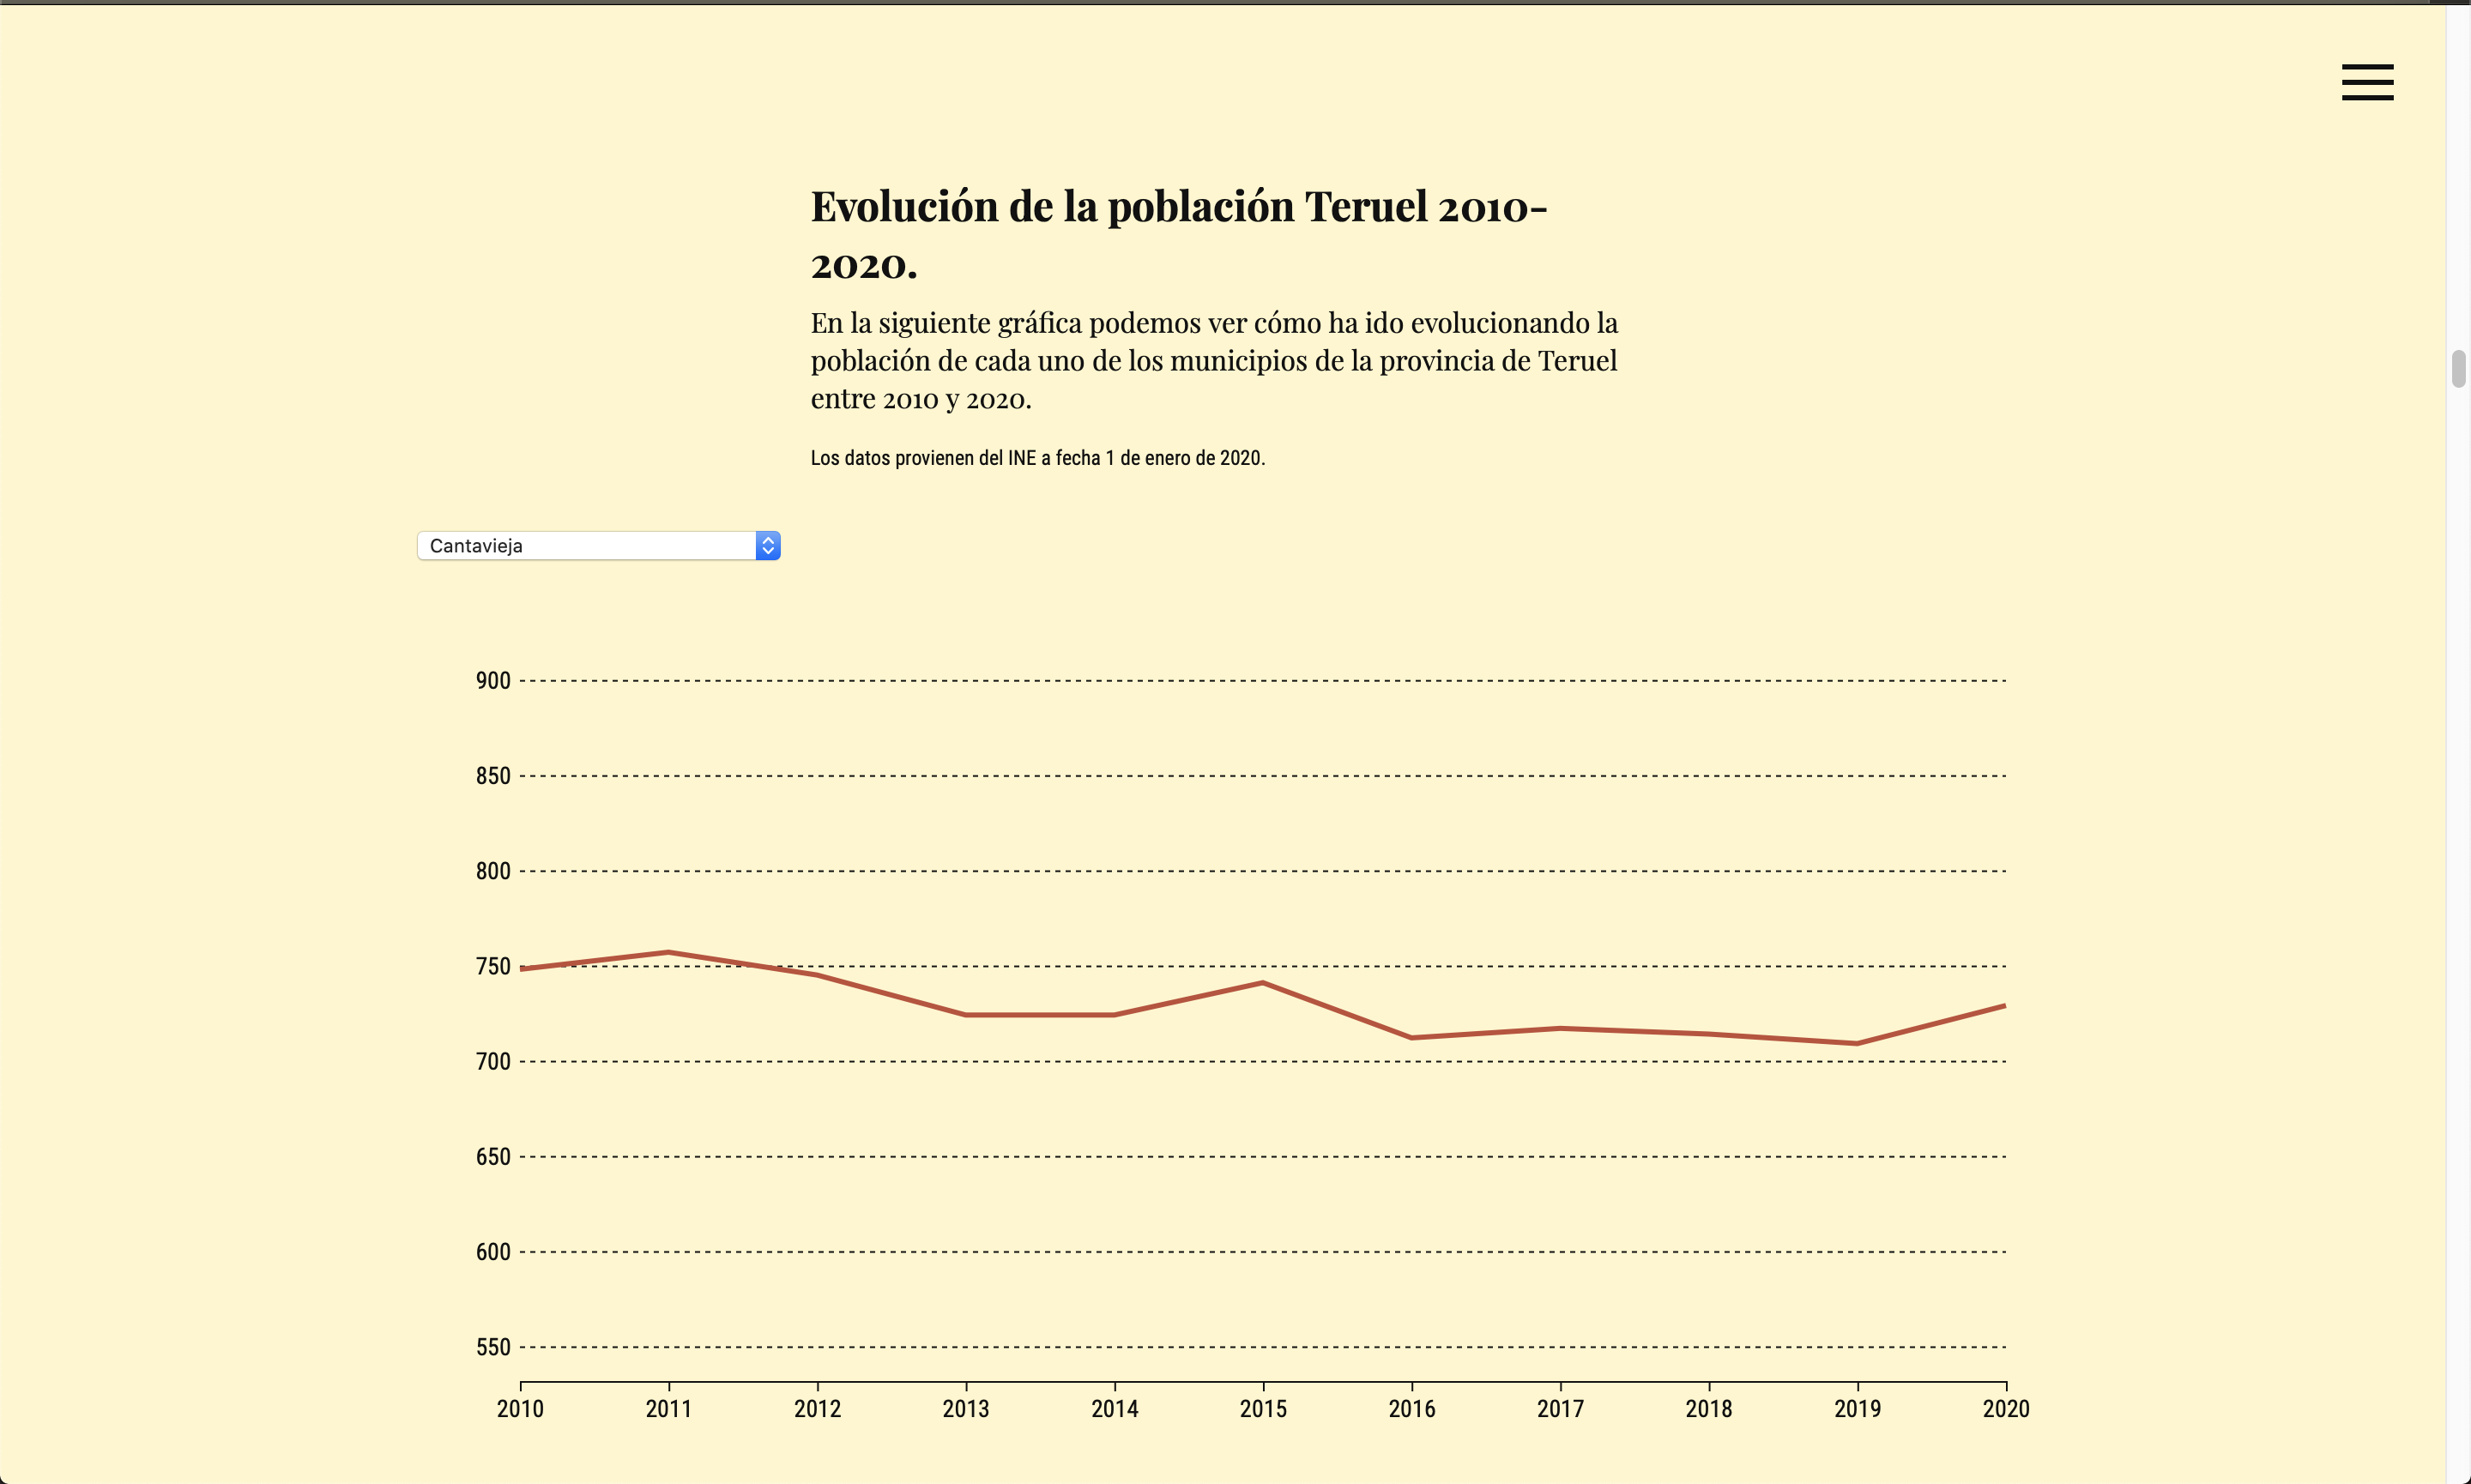 Evolución de la población Teruel 2010-
2020.
En la siguiente gráfica podemos ver cómo ha ido evolucionando la
población de cada uno de los municipios de la provincia de Teruel
entre 2010 y 2020.
Los datos provienen del INE a fecha 1 de enero de 2020.
Cantavieja
900
850
800
750
700
650
600
550
2010 2011 2012 2013 2014 2015 2016 2017 2018 2019 2020